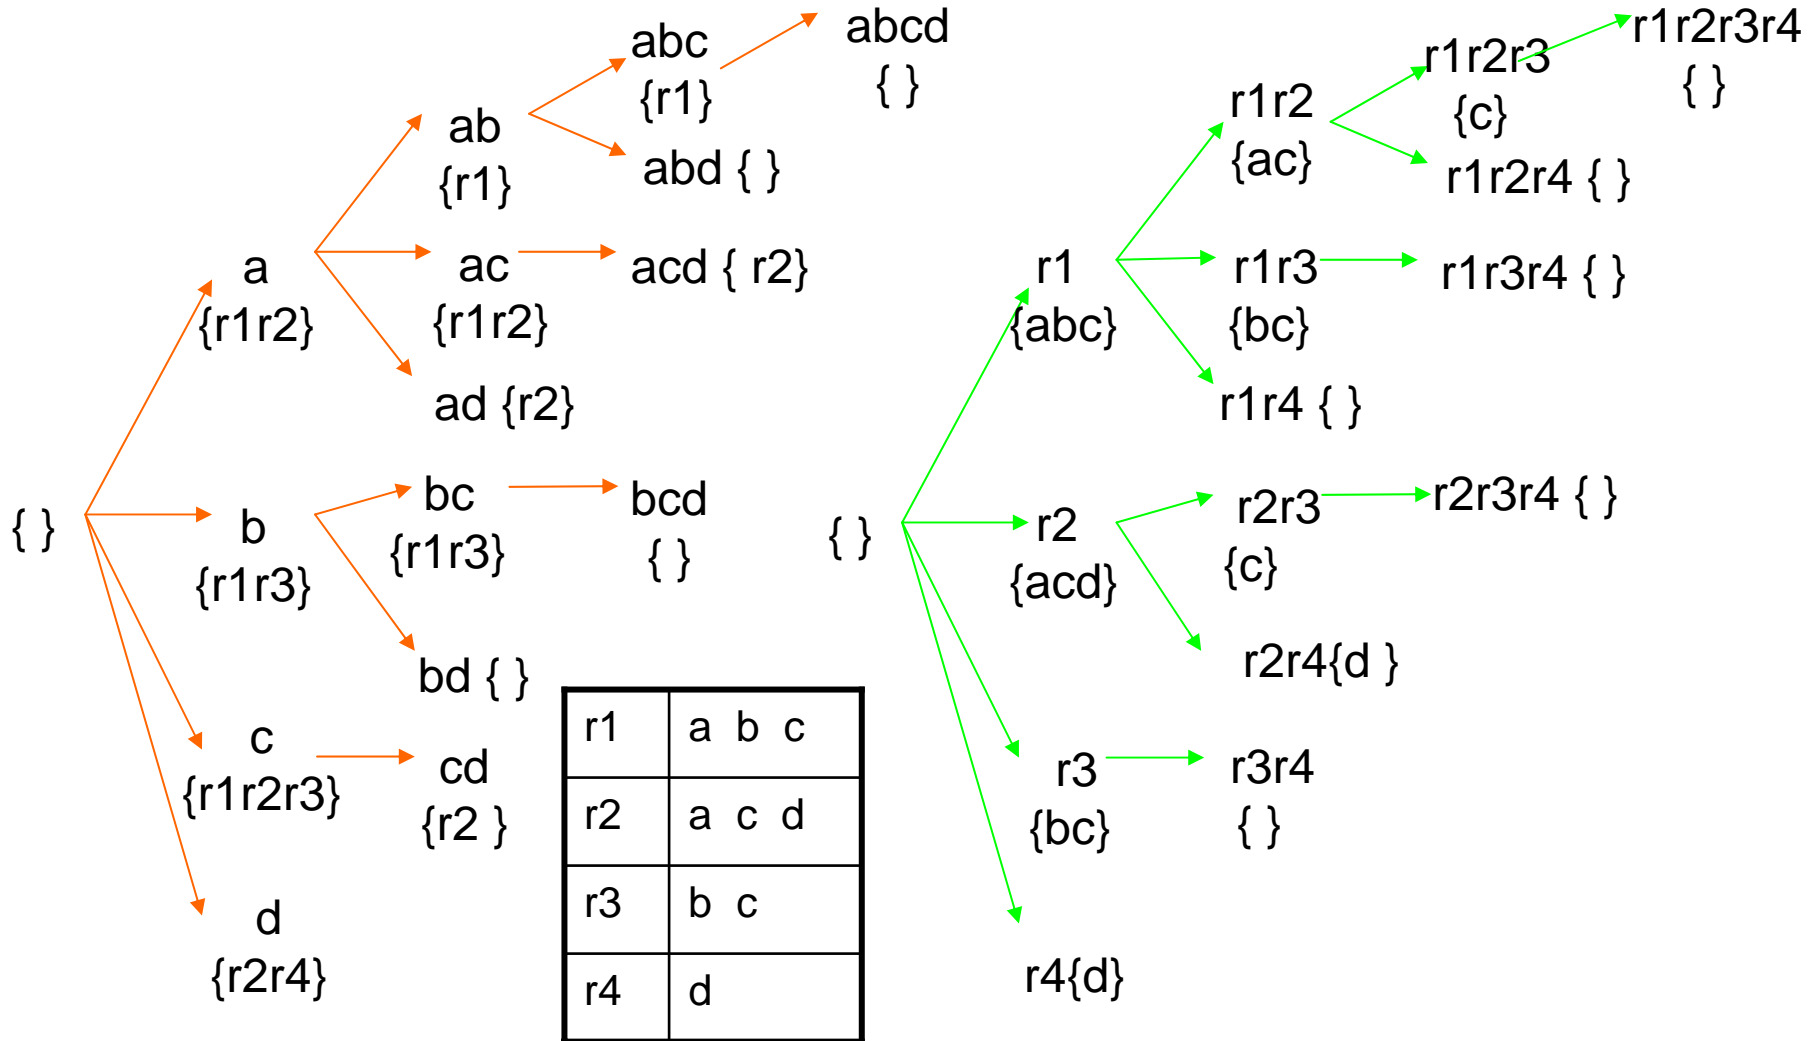 { }
a
{r1r2}
b
{r1r3}
c
{r1r2r3}
d
{r2r4}
ab
{r1}
ac
{r1r2}
ad {r2}
bc
{r1r3}
bd { }
cd
{r2 }
abc
{r1}
abd { }
acd { r2}
bcd
{ }
abcd
{ }
r1 a b c
r2 a c d
r3 b c
r4 d
{ }
r1
{abc}
r2
{acd}
r3
{bc}
r4{d}
r1r2
{ac}
r1r3
{bc}
r1r4 { }
r2r3
{c}
r2r4{d }
r3r4
{ }
r1r2r3
{c}
r1r2r4 { }
r1r3r4 { }
r2r3r4 { }
r1r2r3r4
{ }